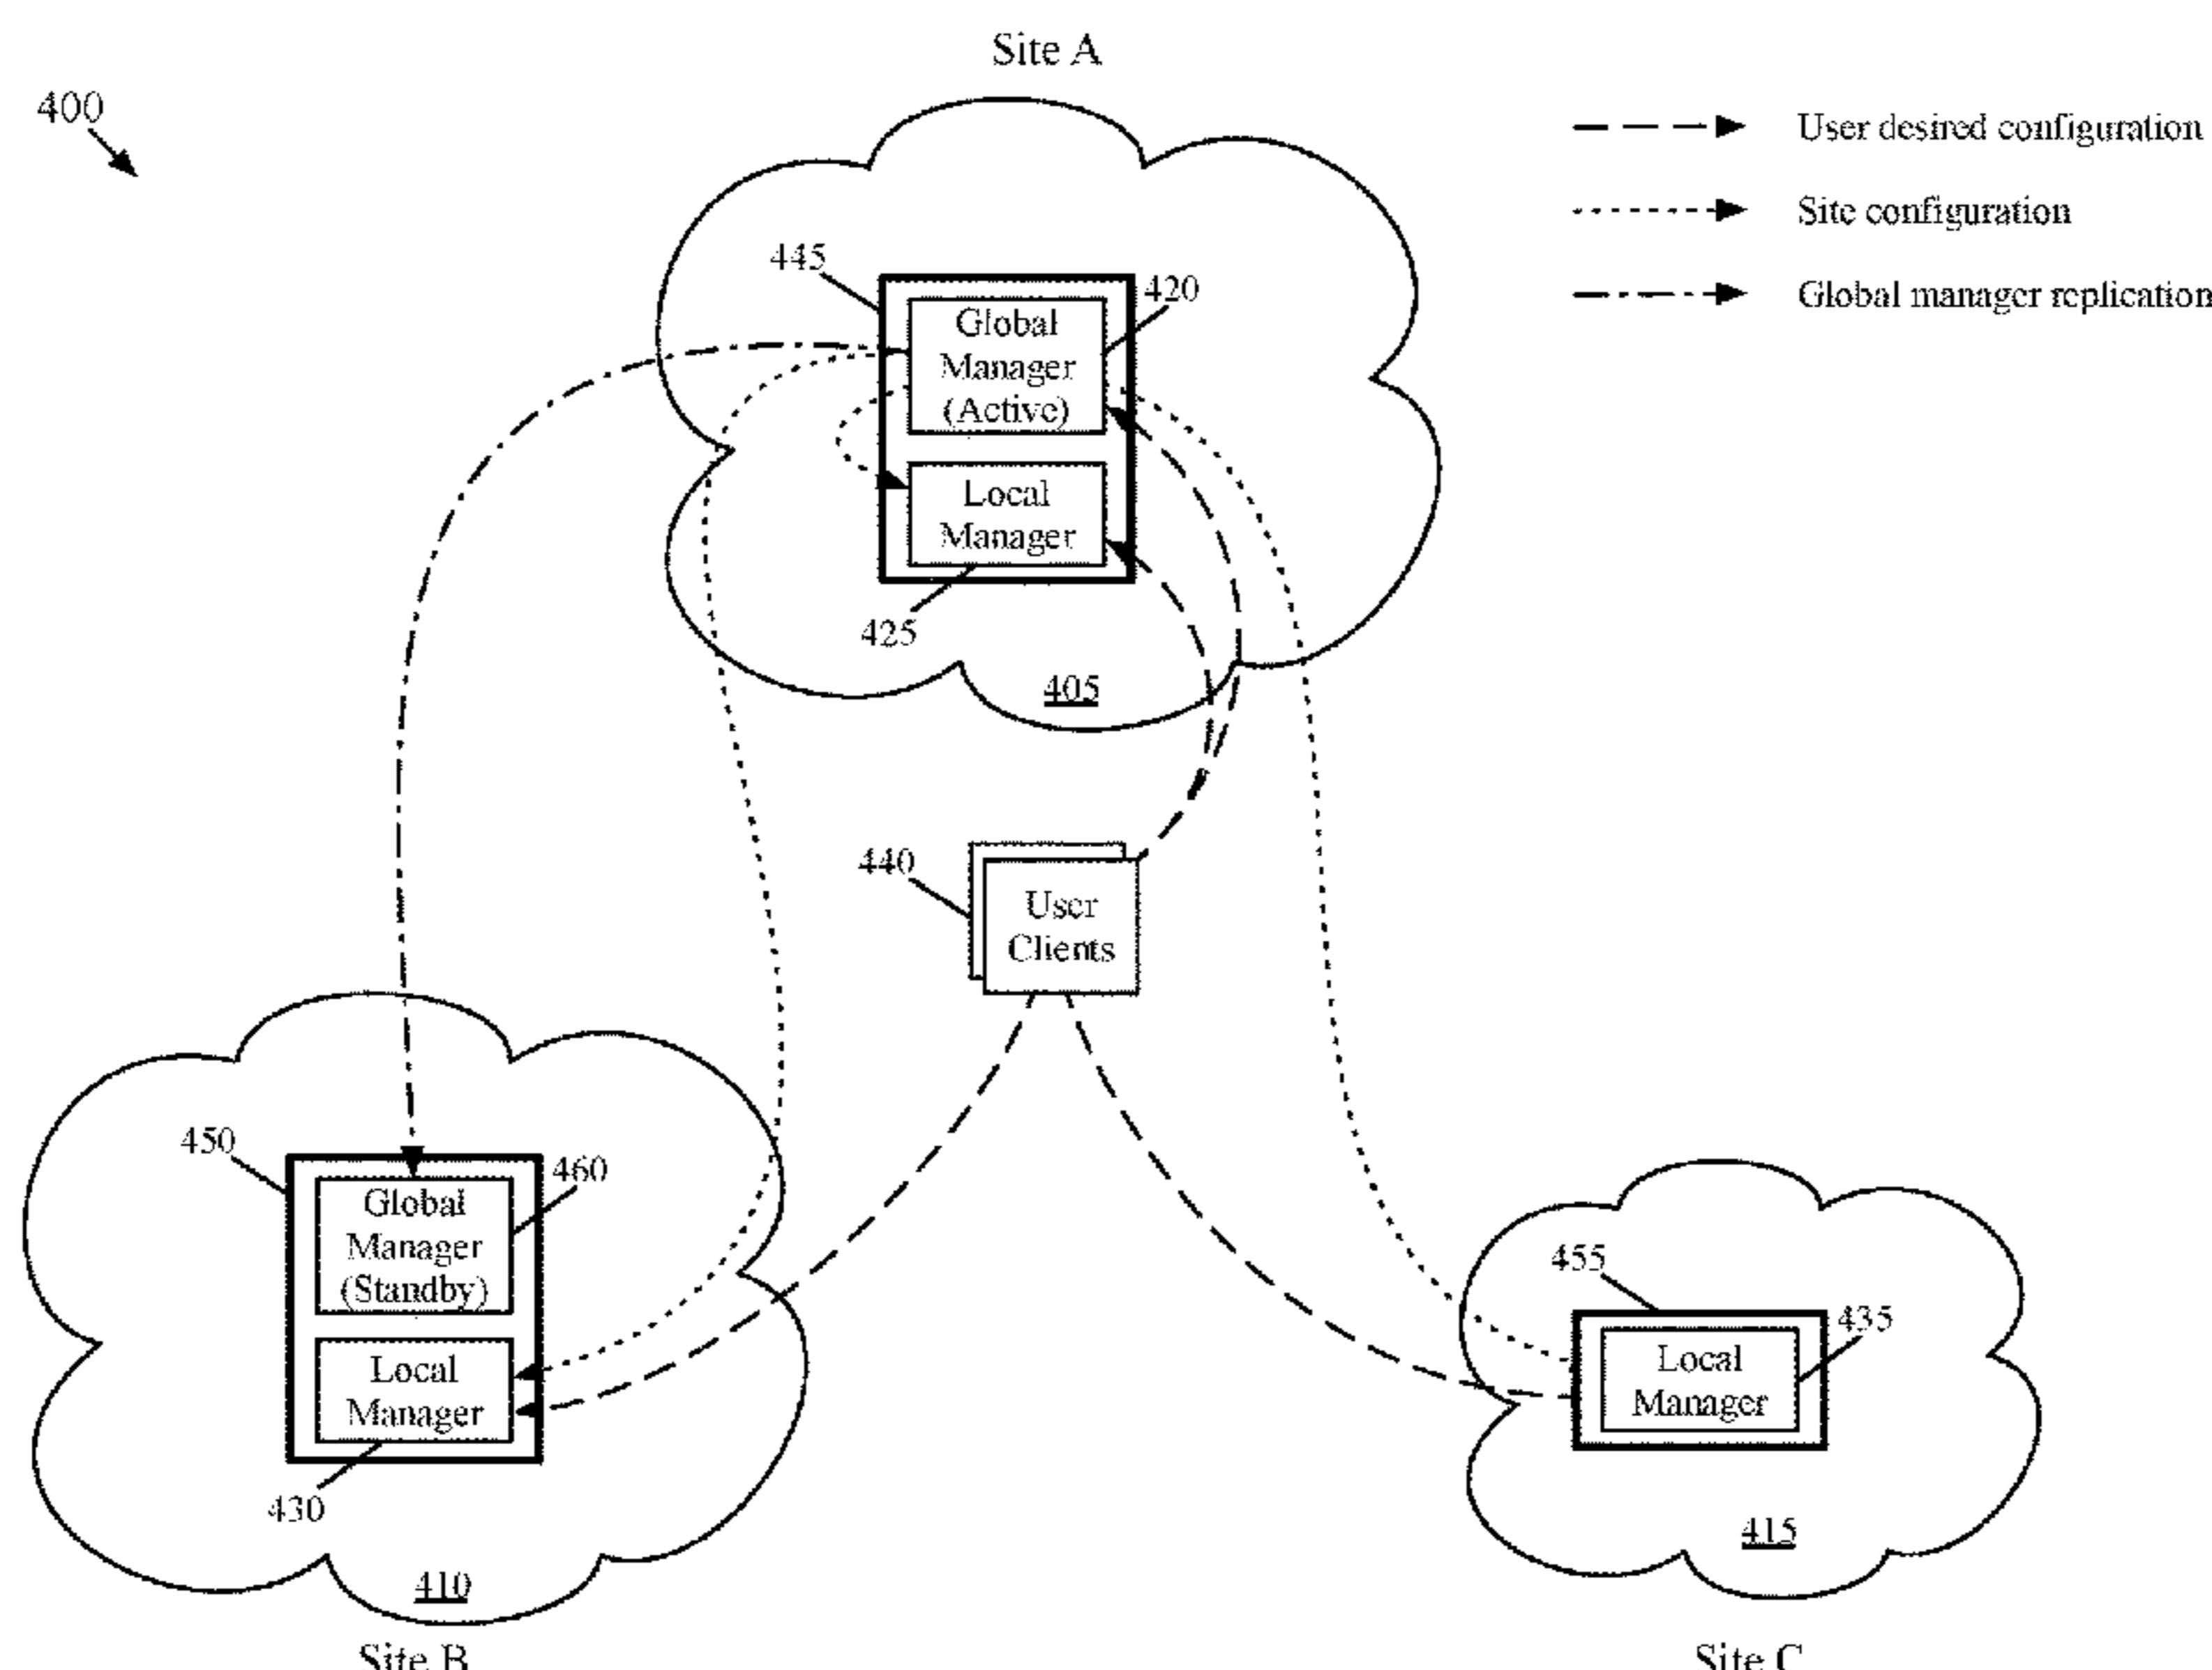 Site A
400
User desired configuration
Site configuration
Global manager replication
445
420
Global
Manager
(Active)
Local
Manager
425
405
440
User
Clients
450
460
Global
Manager
(Standby)
Local
Manager
430
410
Site B
455
435
Local
Manager
415
Site C